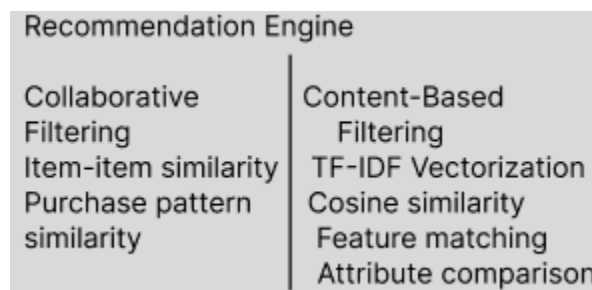 Recommendation Engine
Collaborative
Filtering
Item-item similarity
Purchase pattern
similarity
Content-Based
Filtering
TF-IDF Vectorization
Cosine similarity
Feature matching
Attribute comparison